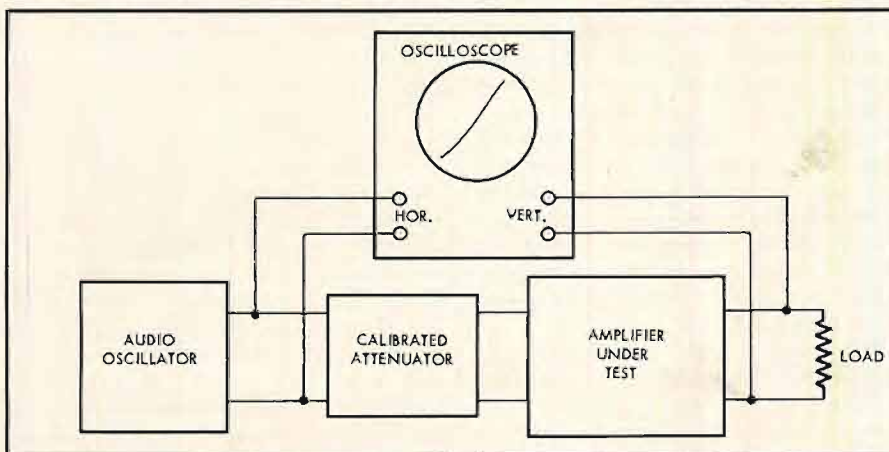 OSCILLOSCOPE
HOR.
VERT.
AUDIO
OSCILLATOR
CALIBRATED
ATTENUATOR
AMPLIFIER
UNDER
TEST
LOAD